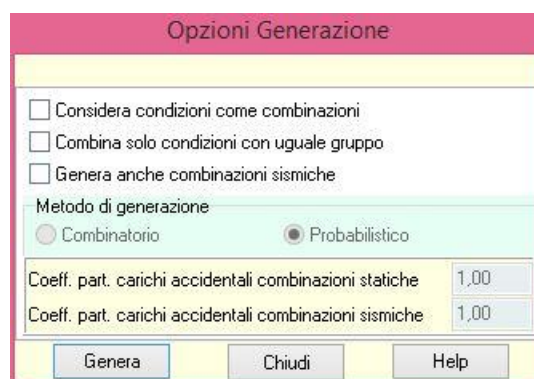 Opzioni Generazione
Considera condizioni come combinazioni
Combina solo condizioni con uguale gruppo
Genera anche combinazioni sismiche
Metodo di generazione
Combinatorio Probabilistico
Coeff. part. carichi accidentali combinazioni statiche 1,00
Coeff. part. carichi accidentali combinazioni sismiche 1,00
Genera Chiudi Help